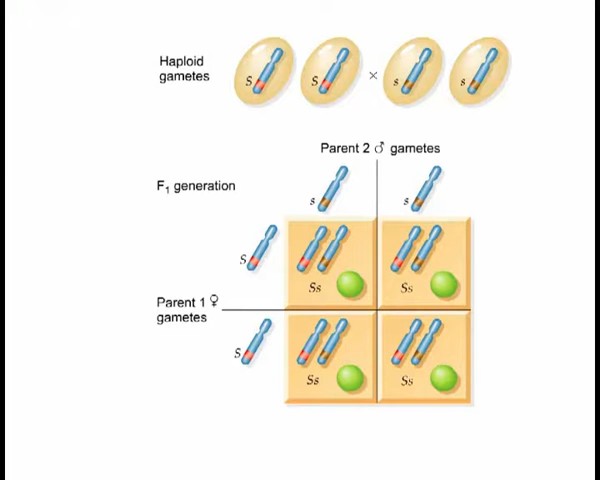 Haploid
gametes
S
S
×
s
s
Parent 2 ♂ gametes
F₁ generation
s
s
S
Ss
Ss
Parent 1 ♀
gametes
S
Ss
Ss